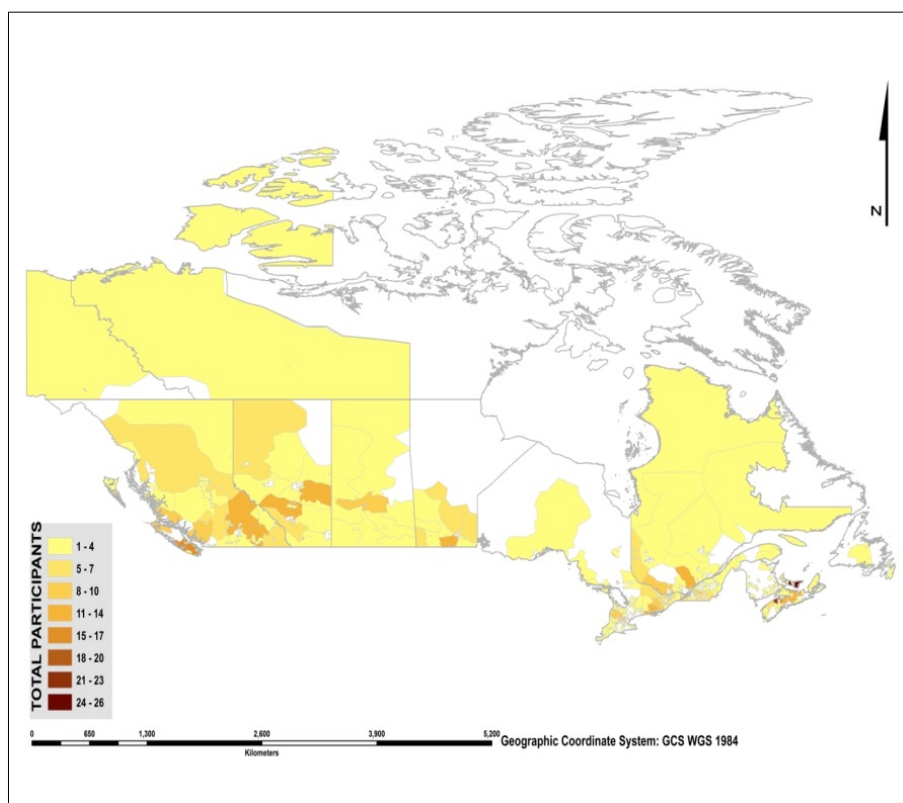 N
TOTAL PARTICIPANTS
1 - 4
5 - 7
8 - 10
11 - 14
15 - 17
18 - 20
21 - 23
24 - 26
0 650 1,300 2,600 3,900 5,200
Kilometers
Geographic Coordinate System: GCS WGS 1984